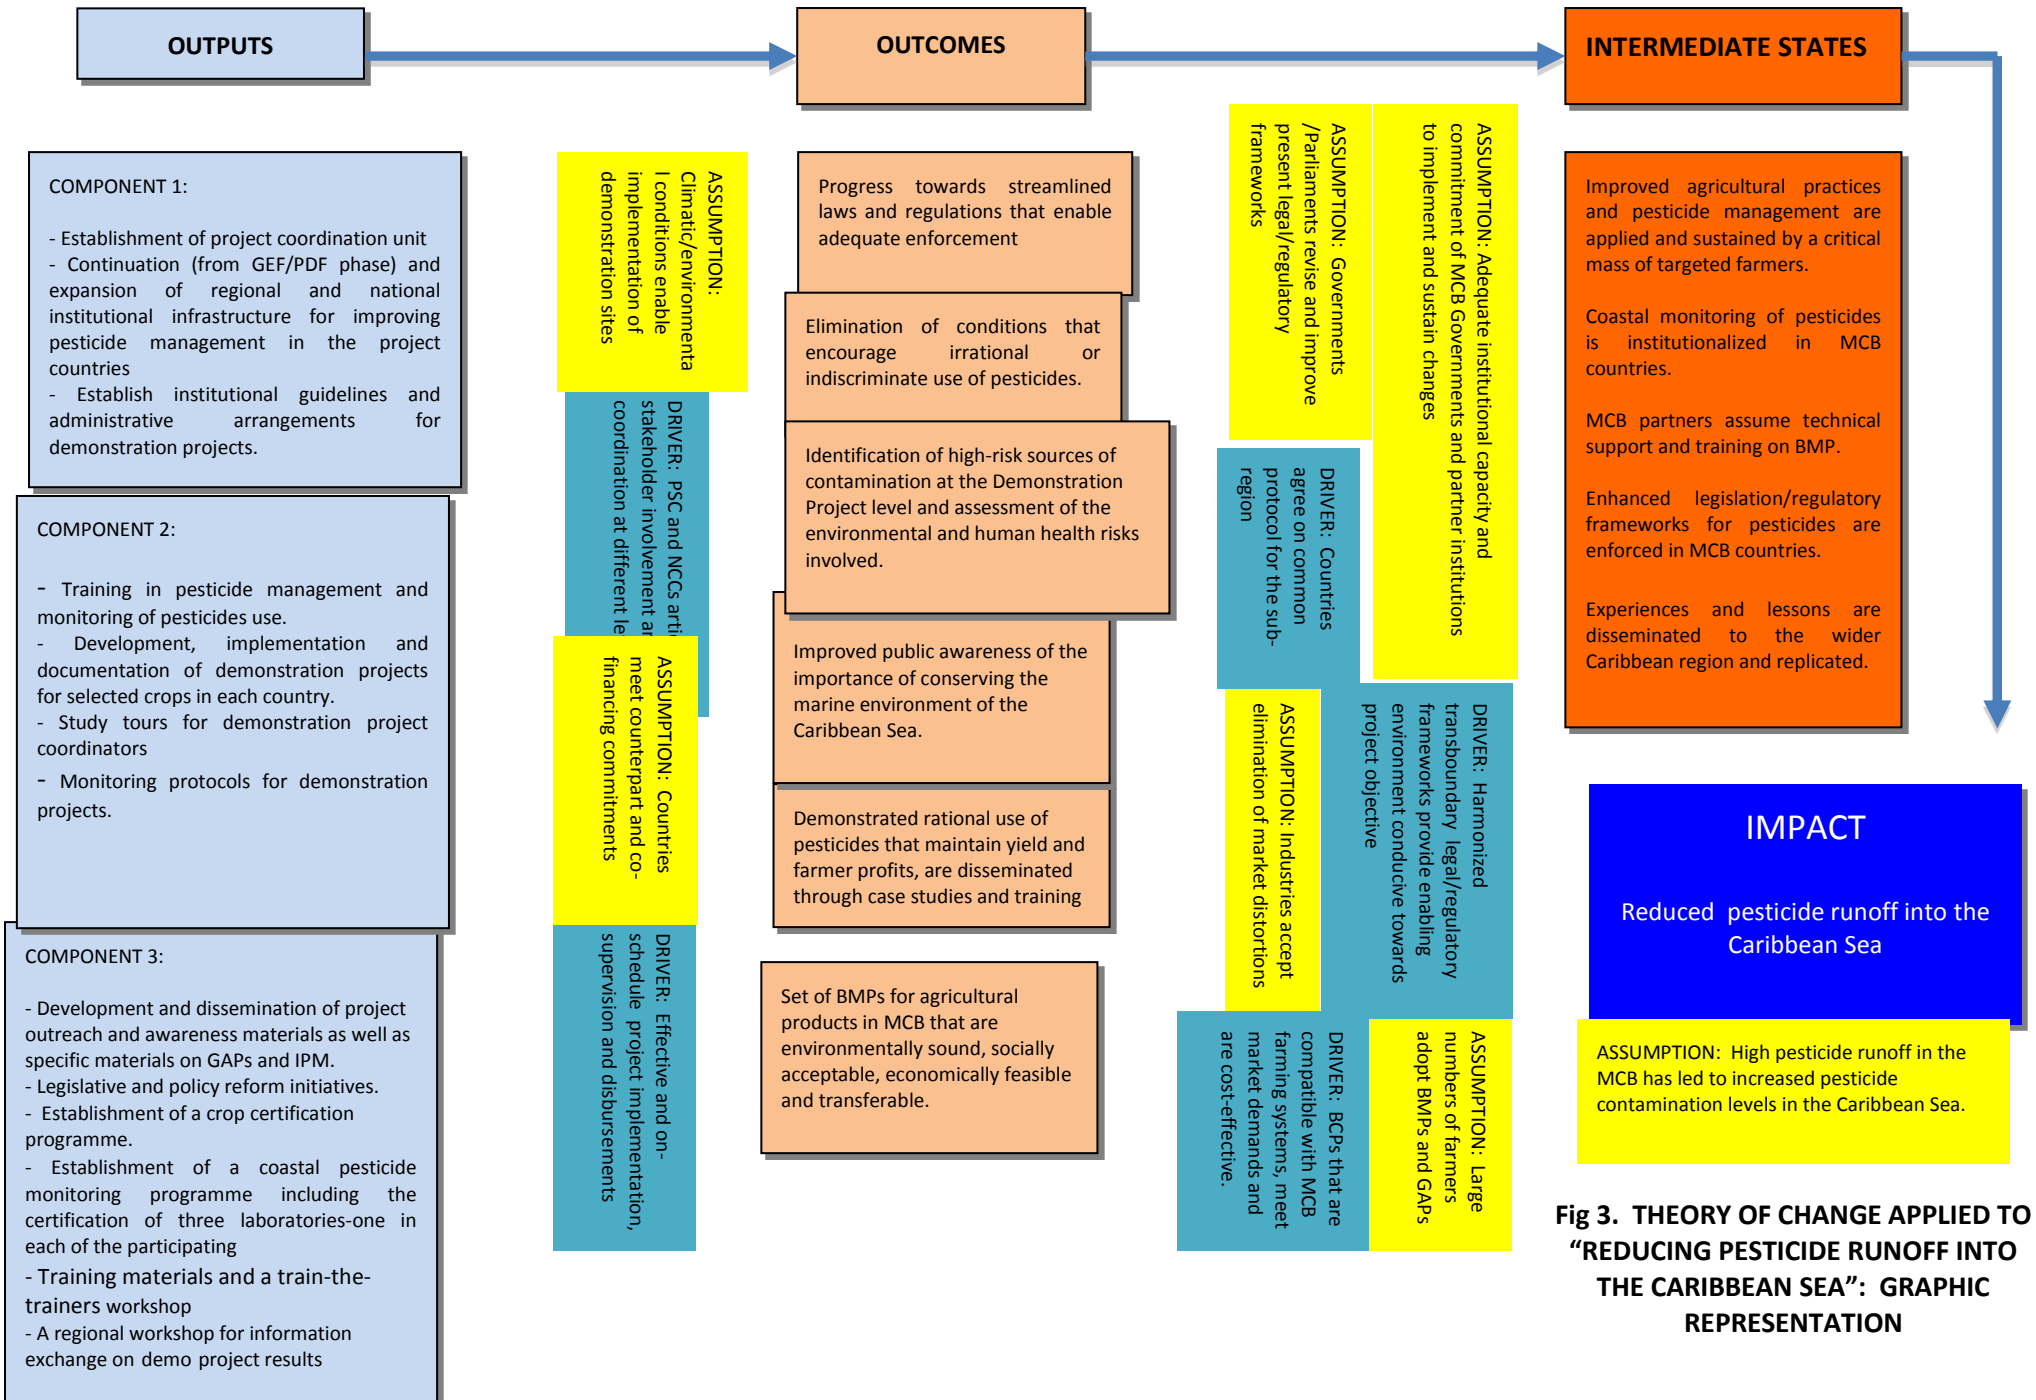 OUTPUTS
OUTCOMES
INTERMEDIATE STATES
COMPONENT 1:
- Establishment of project coordination unit
- Continuation (from GEF/PDF phase) and
expansion of regional and national
institutional infrastructure for improving
pesticide management in the project
countries
- Establish institutional guidelines and
administrative arrangements for
demonstration projects.
COMPONENT 2:
- Training in pesticide management and
monitoring of pesticides use.
- Development, implementation and
documentation of demonstration projects
for selected crops in each country.
- Study tours for demonstration project
coordinators
- Monitoring protocols for demonstration
projects.
COMPONENT 3:
- Development and dissemination of project
outreach and awareness materials as well as
specific materials on GAPs and IPM.
- Legislative and policy reform initiatives.
- Establishment of a crop certification
programme.
- Establishment of a coastal pesticide
monitoring programme including the
certification of three laboratories-one in
each of the participating
- Training materials and a train-the-
trainers workshop
- A regional workshop for information
exchange on demo project results
ASSUMPTION:
Climatic/environmenta
l conditions enable
implementation of
demonstration sites
DRIVER: PSC and NCCs
stakeholder involvement
coordination at different
ASSUMPTION: Countries
meet counterpart and co-
financing commitments
DRIVER: Effective and on-
schedule project implementation,
supervision and disbursements
Progress towards streamlined
laws and regulations that enable
adequate enforcement
Elimination of conditions that
encourage irrational or
indiscriminate use of pesticides.
Identification of high-risk sources of
contamination at the Demonstration
Project level and assessment of the
environmental and human health risks
involved.
Improved public awareness of the
importance of conserving the
marine environment of the
Caribbean Sea.
Demonstrated rational use of
pesticides that maintain yield and
farmer profits, are disseminated
through case studies and training
Set of BMPs for agricultural
products in MCB that are
environmentally sound, socially
acceptable, economically feasible
and transferable.
ASSUMPTION: Governments
/Parliaments revise and improve
present legal/regulatory
frameworks
ASSUMPTION: Adequate institutional capacity and
commitment of MCB Governments and partner institutions
to implement and sustain changes
DRIVER: Countries
agree on common
protocol for the sub-
region
ASSUMPTION: Industries accept
elimination of market distortions
DRIVER: Harmonized
transboundary legal/regulatory
frameworks provide enabling
environment conducive towards
project objective
DRIVER: BCPs that are
compatible with MCB
farming systems, meet
market demands and
are cost-effective.
ASSUMPTION: Large
numbers of farmers
adopt BMPs and GAPs
Improved agricultural practices
and pesticide management are
applied and sustained by a critical
mass of targeted farmers.
Coastal monitoring of pesticides
is institutionalized in MCB
countries.
MCB partners assume technical
support and training on BMP.
Enhanced legislation/regulatory
frameworks for pesticides are
enforced in MCB countries.
Experiences and lessons are
disseminated to the wider
Caribbean region and replicated.
IMPACT
Reduced pesticide runoff into the
Caribbean Sea
ASSUMPTION: High pesticide runoff in the
MCB has led to increased pesticide
contamination levels in the Caribbean Sea.
Fig 3. THEORY OF CHANGE APPLIED TO
“REDUCING PESTICIDE RUNOFF INTO
THE CARIBBEAN SEA”: GRAPHIC
REPRESENTATION